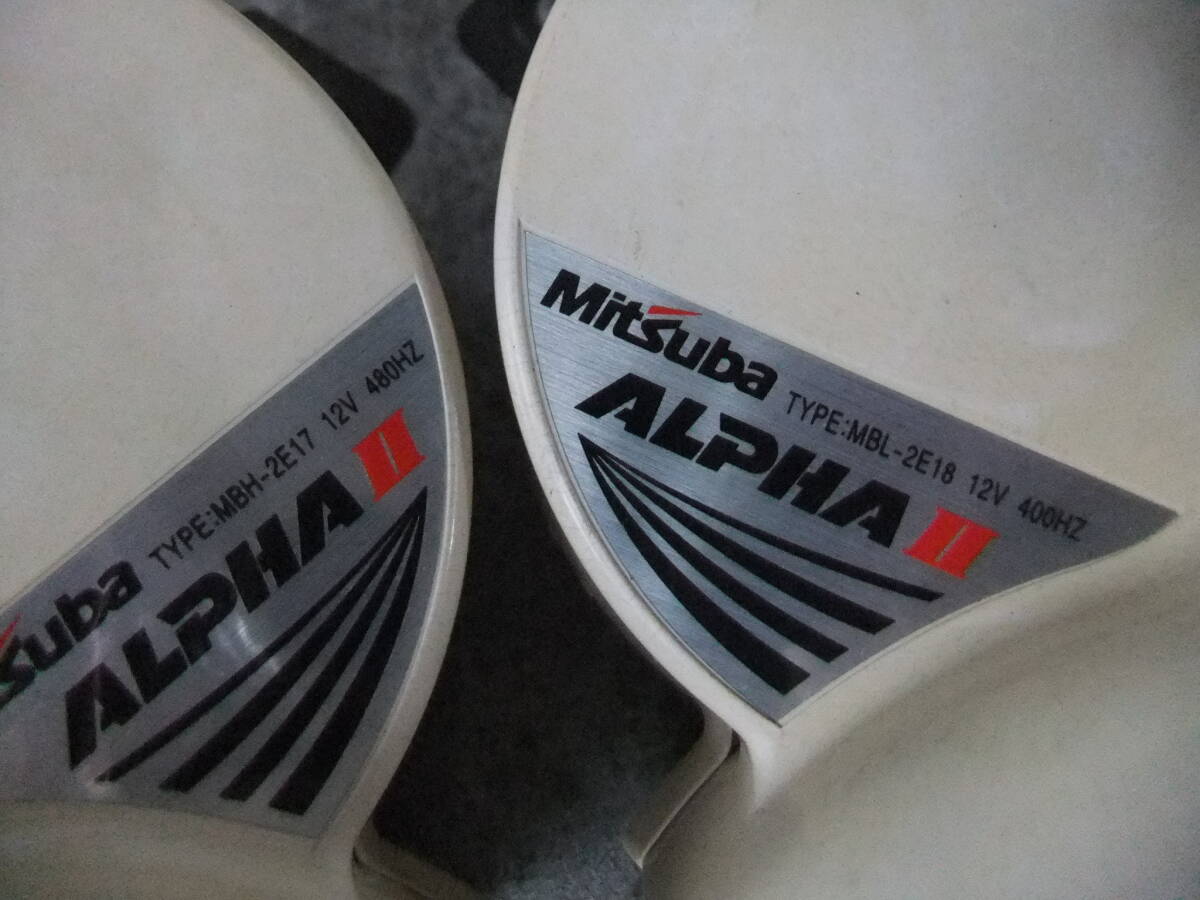 suba
TYPE:MBH-2E17 12V 480HZ
ALPHA II
Mitsuba
TYPE:MBL-2E18 12V 400HZ
ALPHA II